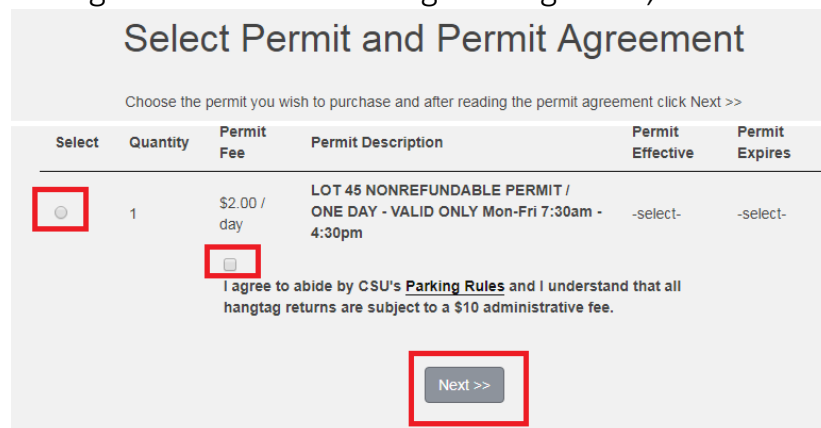 Select Permit and Permit Agreement
Choose the permit you wish to purchase and after reading the permit agreement click Next >>
Select Quantity Permit Fee Permit Description Permit Effective Permit Expires
1 $2.00 / day LOT 45 NONREFUNDABLE PERMIT /
ONE DAY - VALID ONLY Mon-Fri 7:30am -
4:30pm -select- -select-
I agree to abide by CSU's Parking Rules and I understand that all
hangtag returns are subject to a $10 administrative fee.
Next >>